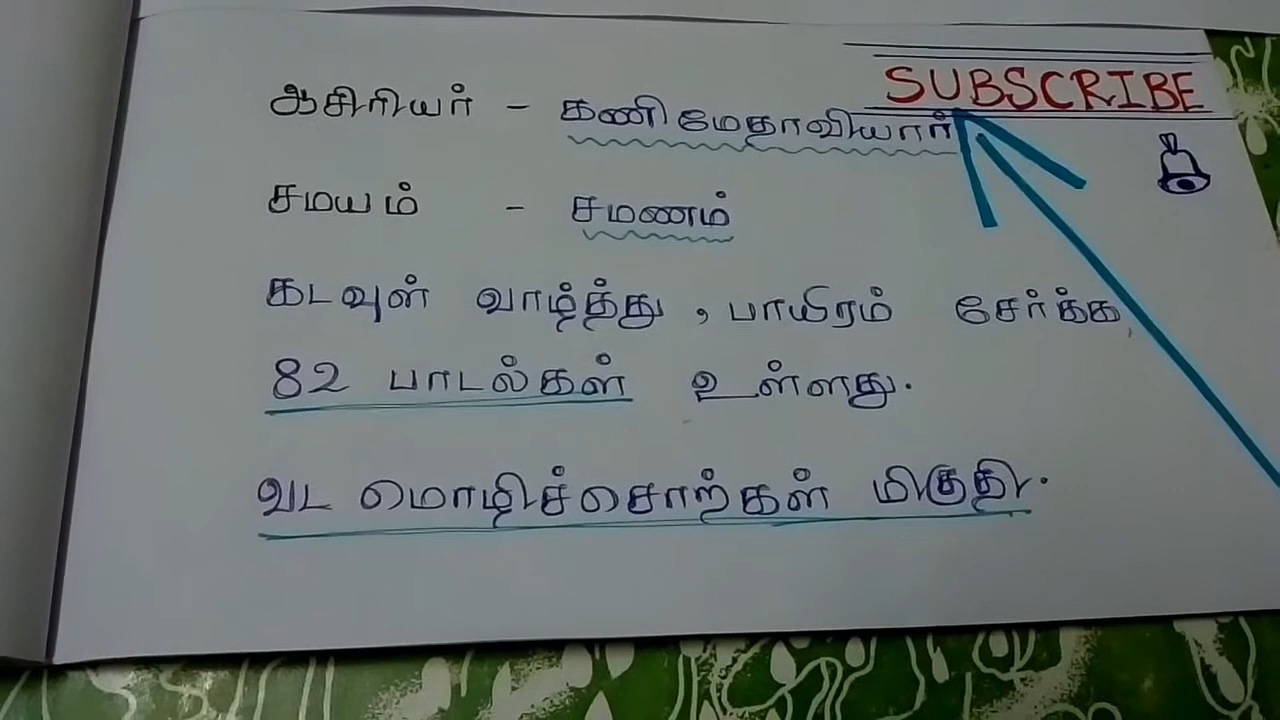 SUBSCRIBE
ஆசிரியர் - கணிமேதாவியார்
சமயம் - சமணம்
கடவுள் வாழ்த்து, பாயிரம் சேர்க்க
82 பாடல்கள் உள்ளது.
வட மொழிச்சொற்கள் மிகுதி.